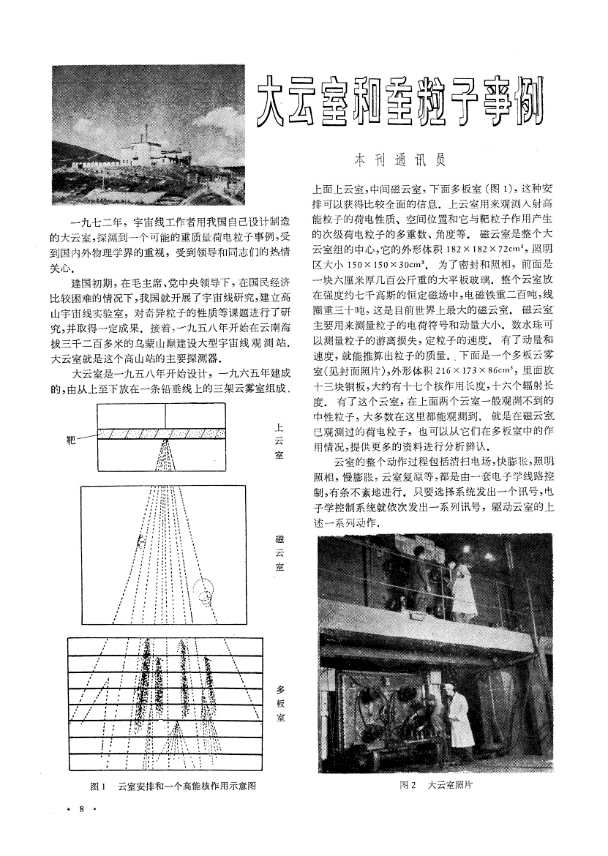 大云室和重粒子事例
本刊通讯员
一九七二年，宇宙线工作者用我国自己设计制造
的大云室，探测到一个可能的重质量荷电粒子事例，受
到国内外物理学界的重视，受到领导和同志们的热情
关心．
建国初期，在毛主席、党中央领导下，在国民经济
比较困难的情况下，我国就开展了宇宙线研究，建立高
山宇宙线实验室，对奇异粒子的性质等课题进行了研
究，并取得一定成果．接着，一九五八年开始在云南海
拔三千二百多米的乌蒙山巅建设大型宇宙线观测站．
大云室就是这个高山站的主要探测器．
大云室是一九五八年开始设计，一九六五年建成
的，由从上至下放在一条铅垂线上的三架云雾室组成．
靶
上云室
磁云室
多板室
图1 云室安排和一个高能核作用示意图
上面上云室，中间磁云室，下面多板室（图1），这种安
排可以获得比较全面的信息．上云室用来观测入射高
能粒子的荷电性质、空间位置和它与靶粒子作用产生
的次级荷电粒子的多重数、角度等．磁云室是整个大
云室组的中心，它的外形体积182×182×72cm³，照明
区大小150×150×30cm³．为了密封和照相，前面是
一块六厘米厚几百公斤重的大平板玻璃．整个云室放
在强度约七千高斯的恒定磁场中，电磁铁重二百吨，线
圈重三十吨，这是目前世界上最大的磁云室．磁云室
主要用来测量粒子的电荷符号和动量大小．数水珠可
以测量粒子的游离损失，定粒子的速度．有了动量和
速度，就能推算出粒子的质量．下面是一个多板云雾
室（见封面照片），外形体积216×173×86cm³，里面放
十三块铜板，大约有十七个核作用长度，十六个辐射长
度．有了这个云室，在上面两个云室一般观测不到的
中性粒子，大多数在这里都能观测到．就是在磁云室
已观测过的荷电粒子，也可以从它们在多板室中的作
用情况，提供更多的资料进行分析辨认．
云室的整个动作过程包括清扫电场，快膨胀，照明
照相，慢膨胀，云室复原等，都是由一套电子学线路控
制，有条不紊地进行．只要选择系统发出一个讯号，电
子学控制系统就依次发出一系列讯号，驱动云室的上
述一系列动作．
图2 大云室照片
· 8 ·